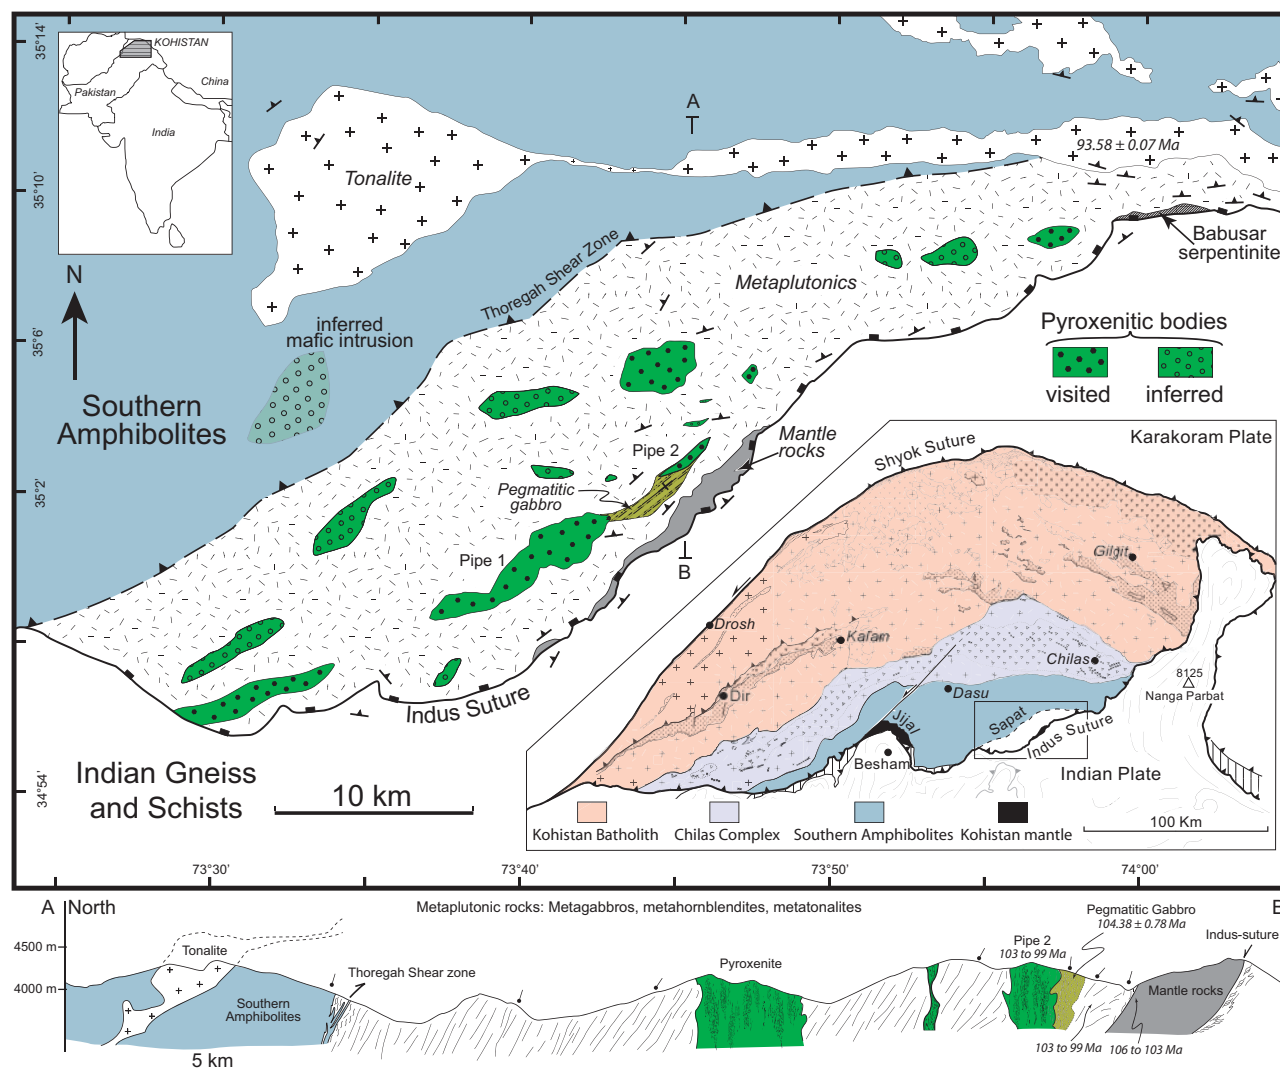 35°14'
35°10'
35°6'
35°2'
34°54'
KOHISTAN
China
Pakistan
India
A
93.58 ± 0.07 Ma
Tonalite
Babusar
serpentinite
Thoregah Shear Zone
Metaplutonics
N
inferred
mafic intrusion
Pyroxenitic bodies
visited
inferred
Southern
Amphibolites
Mantle
rocks
Pipe 2
Pegmatitic
gabbro
Pipe 1
B
Indus Suture
Indian Gneiss
and Schists
10 km
Karakoram Plate
Shyok Suture
Gilgit
Drosh
Kalam
Chilas
Dir
Dasu
8125
Nanga Parbat
Jijal
Sapat
Indus Suture
Besham
Indian Plate
Kohistan Batholith
Chilas Complex
Southern Amphibolites
Kohistan mantle
100 Km
73°30'
73°40'
73°50'
74°00'
A
North
Metaplutonic rocks: Metagabbros, metahornblendites, metatonalites
B
4500 m
4000 m
Tonalite
Thoregah Shear zone
Southern
Amphibolites
Pyroxenite
Pipe 2
103 to 99 Ma
Pegmatitic Gabbro
104.38 ± 0.78 Ma
Indus-suture
Mantle rocks
103 to 99 Ma
106 to 103 Ma
5 km